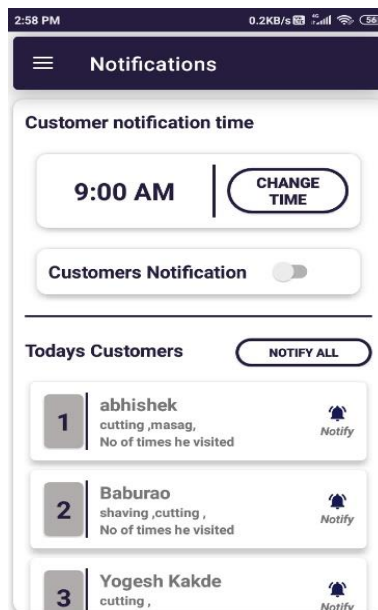 2:58 PM 0.2KB/s 4G 56
Notifications
Customer notification time
9:00 AM
CHANGE
TIME
Customers Notification
Todays Customers
NOTIFY ALL
1
abhishek
cutting ,masag,
No of times he visited
Notify
2
Baburao
shaving ,cutting ,
No of times he visited
Notify
3
Yogesh Kakde
cutting ,
Notify